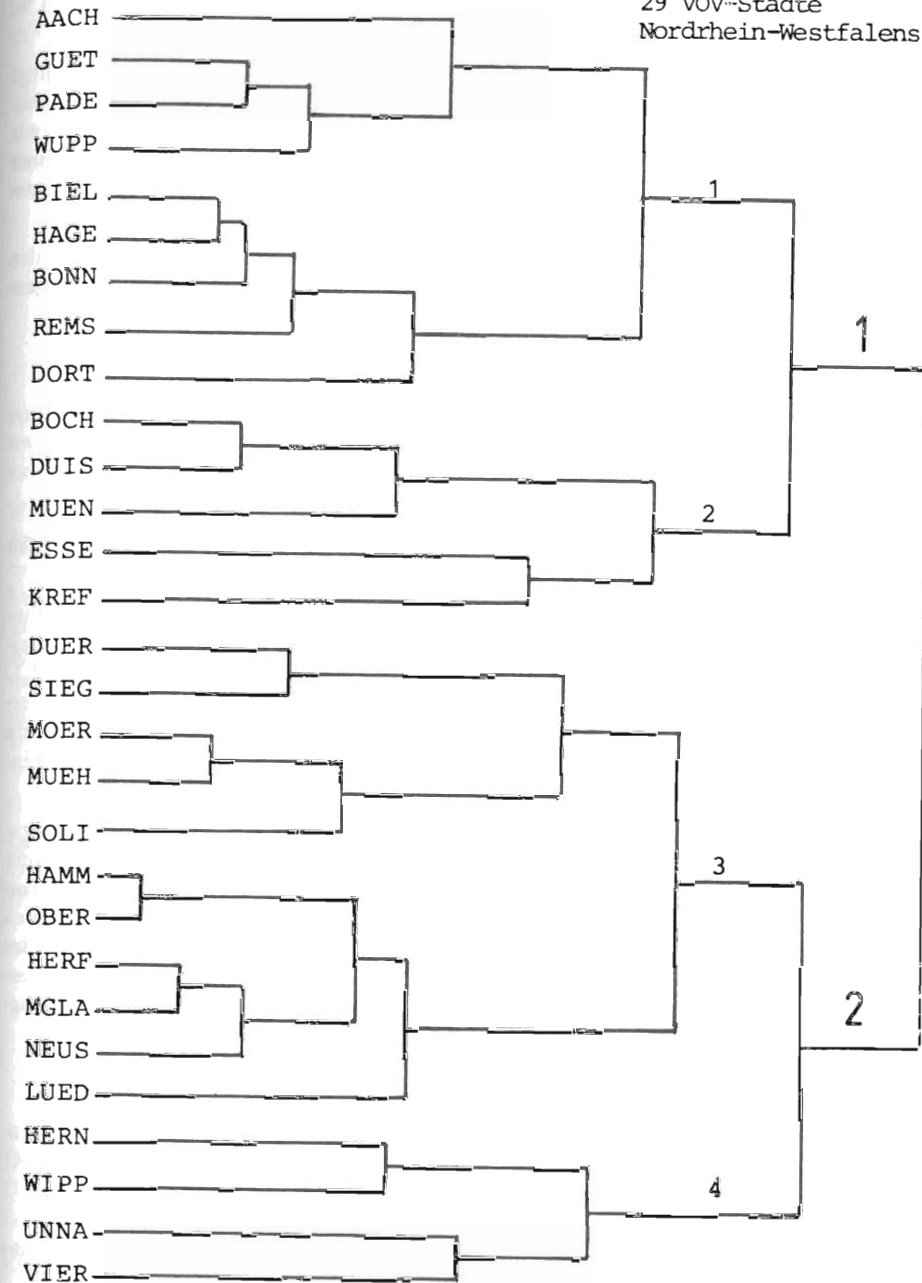 29 VÖV-Städte
Nordrhein-Westfalens
AACH
GUET
PADE
WUPP
BIEL
HAGE
BONN
REMS
DORT
BOCH
DUIS
MUEN
ESSE
KREF
DUER
SIEG
MOER
MUEH
SOLI
HAMM
OBER
HERF
MGLA
NEUS
LUED
HERN
WIPP
UNNA
VIER
1
2
3
4
1
2